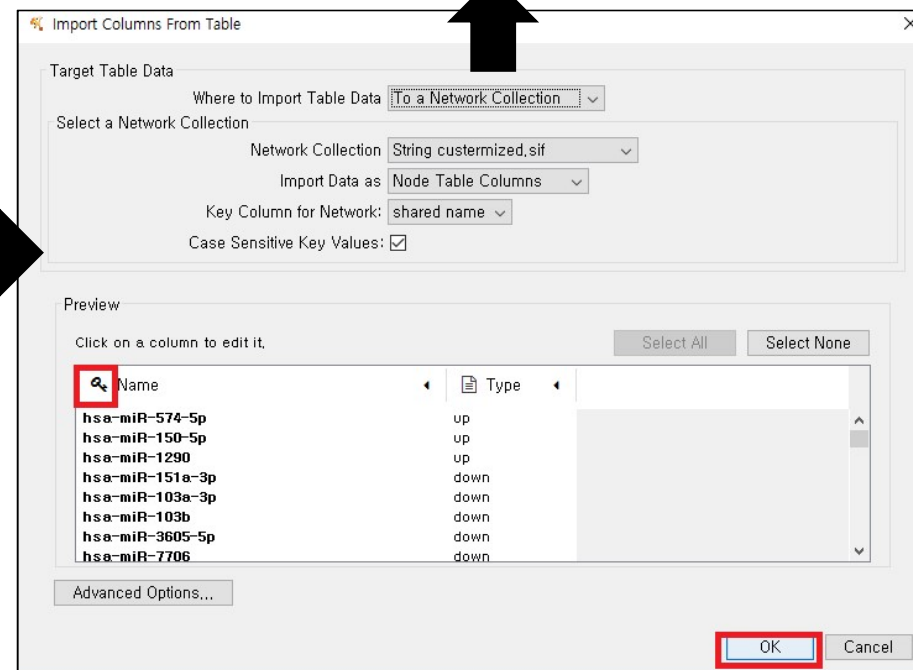 Import Columns From Table
Target Table Data
Where to Import Table Data To a Network Collection
Select a Network Collection
Network Collection String custermized.sif
Import Data as Node Table Columns
Key Column for Network: shared name
Case Sensitive Key Values:
Preview
Click on a column to edit it.
Select All Select None
Name Type
hsa-miR-574-5p up
hsa-miR-150-5p up
hsa-miR-1290 up
hsa-miR-151a-3p down
hsa-miR-103a-3p down
hsa-miR-103b down
hsa-miR-3605-5p down
hsa-miR-7706 down
Advanced Options...
OK Cancel